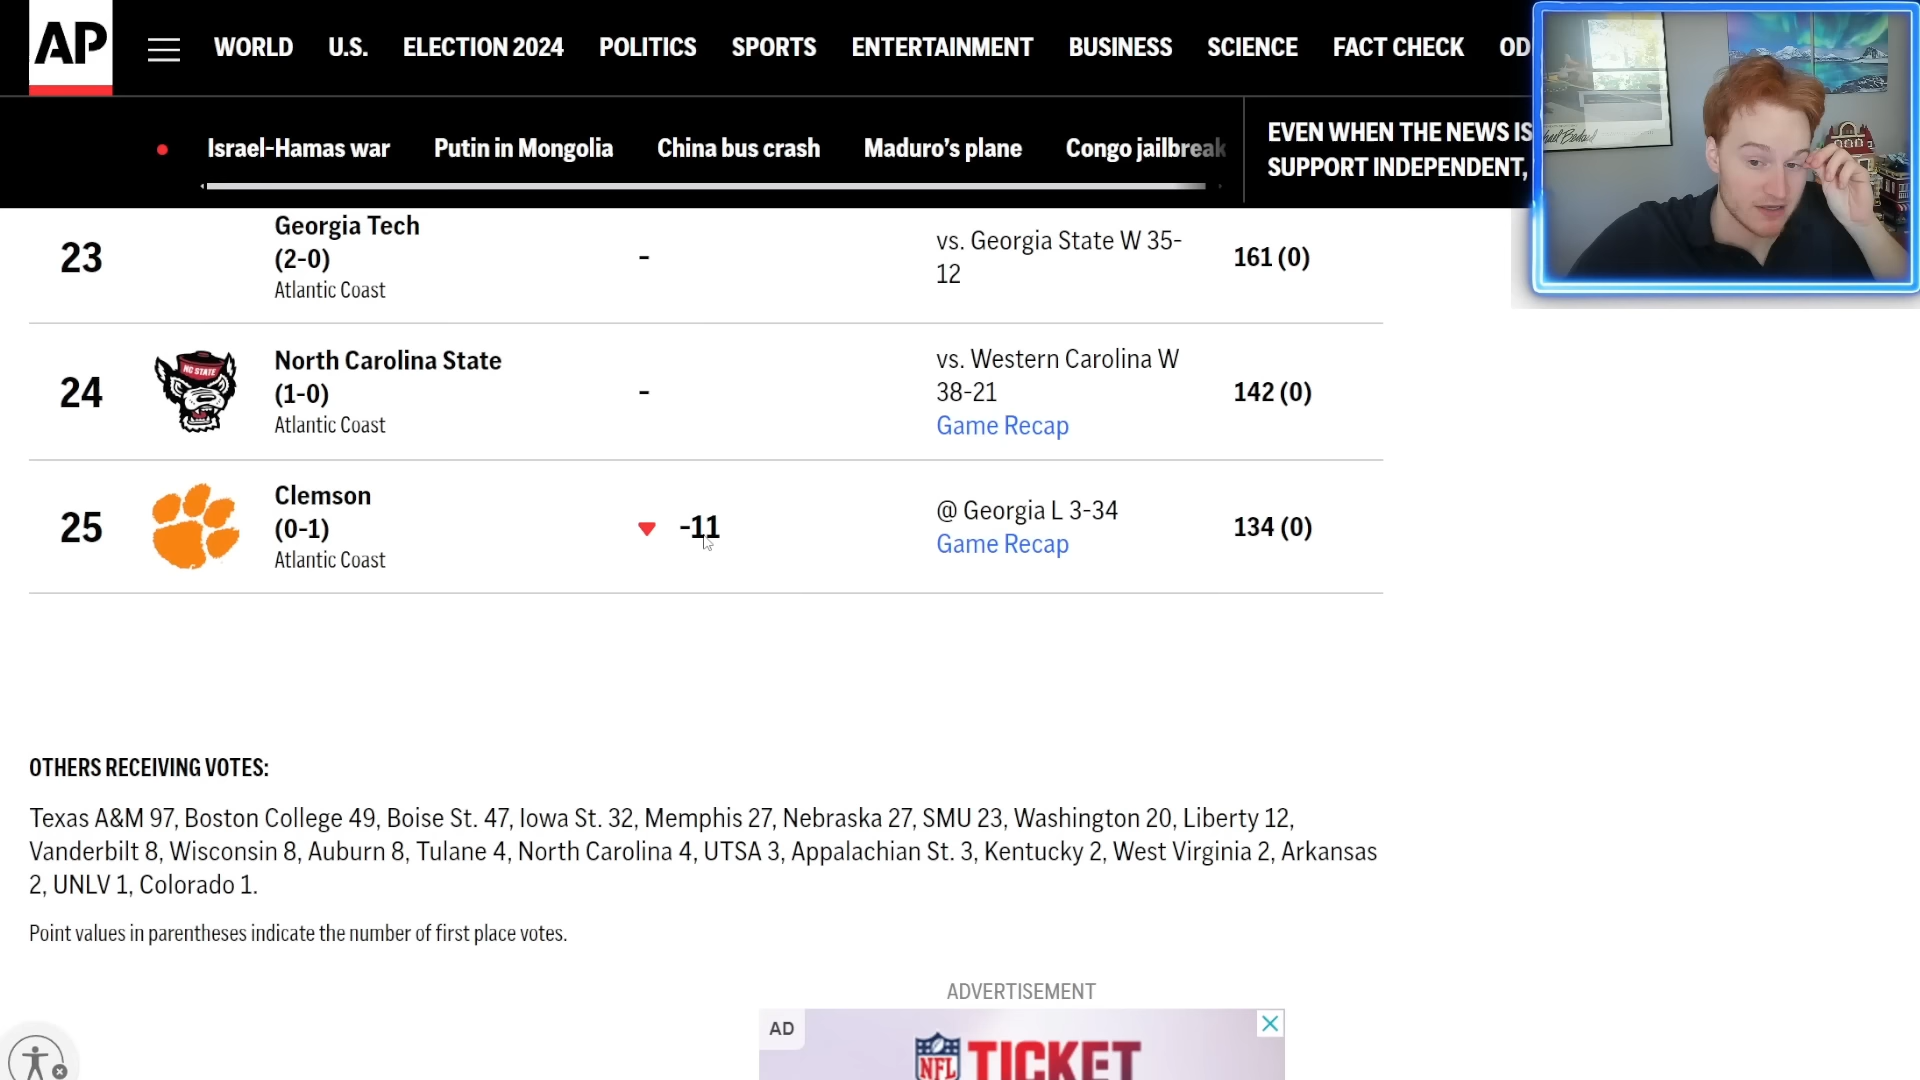 AP
WORLD U.S. ELECTION 2024 POLITICS SPORTS ENTERTAINMENT BUSINESS SCIENCE FACT CHECK OD
Israel-Hamas war Putin in Mongolia China bus crash Maduro's plane Congo jailbreak
EVEN WHEN THE NEWS IS
SUPPORT INDEPENDENT,
23
Georgia Tech
(2-0)
Atlantic Coast
-
vs. Georgia State W 35-
12
161 (0)
24
NC STATE
North Carolina State
(1-0)
Atlantic Coast
-
vs. Western Carolina W
38-21
Game Recap
142 (0)
25
Clemson
(0-1)
Atlantic Coast
-11
@ Georgia L 3-34
Game Recap
134 (0)
OTHERS RECEIVING VOTES:
Texas A&M 97, Boston College 49, Boise St. 47, Iowa St. 32, Memphis 27, Nebraska 27, SMU 23, Washington 20, Liberty 12,
Vanderbilt 8, Wisconsin 8, Auburn 8, Tulane 4, North Carolina 4, UTSA 3, Appalachian St. 3, Kentucky 2, West Virginia 2, Arkansas
2, UNLV 1, Colorado 1.
Point values in parentheses indicate the number of first place votes.
ADVERTISEMENT
AD
NFL TICKET